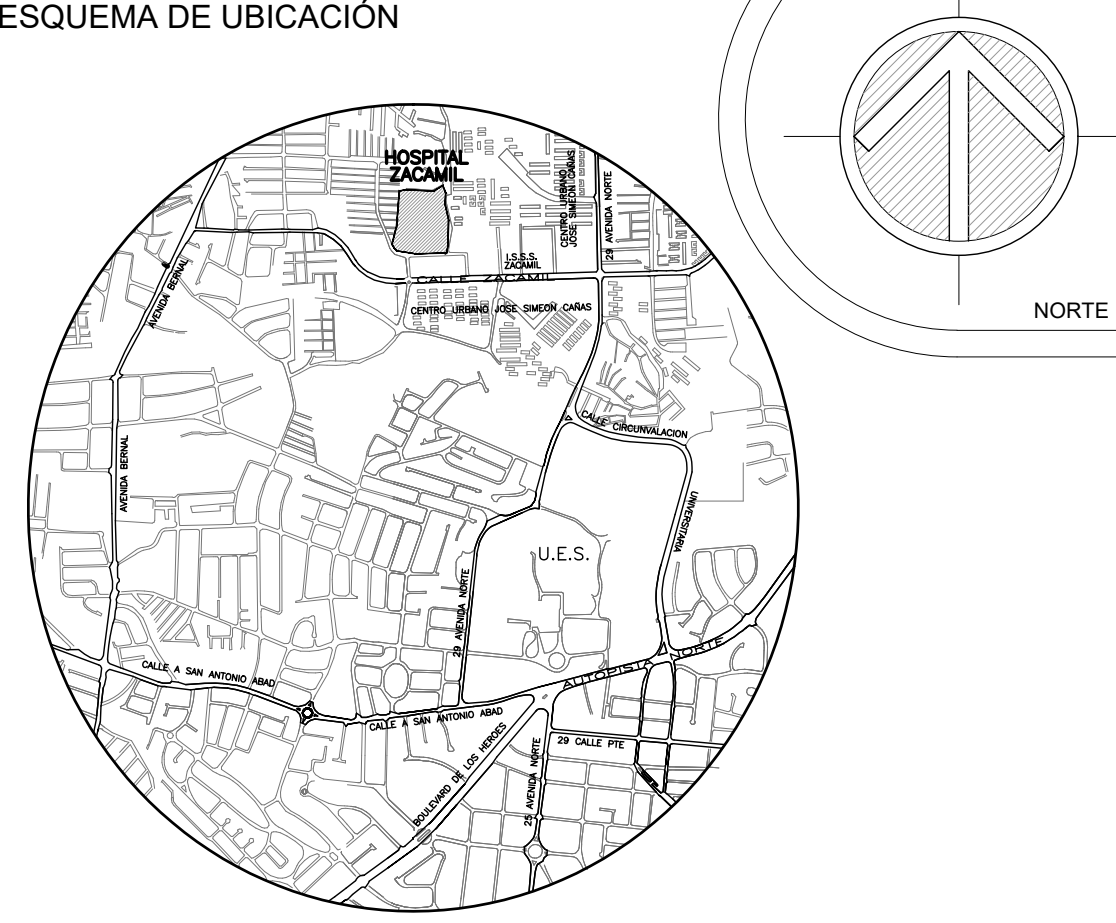 ESQUEMA DE UBICACIÓN
NORTE
HOSPITAL
ZACAMIL
CENTRO URBANO
JOSE SIMEON CAÑAS
29 AVENIDA NORTE
I.S.S.S.
ZACAMIL
CALLE ZACAMIL
CENTRO URBANO JOSE SIMEON CAÑAS
AVENIDA BERNAL
CALLE CIRCUNVALACION
AVENIDA BERNAL
UNIVERSITARIA
U.E.S.
29 AVENIDA NORTE
AUTOPISTA NORTE
CALLE A SAN ANTONIO ABAD
CALLE A SAN ANTONIO ABAD
BOULEVARD DE LOS HEROES
29 CALLE PTE
25 AVENIDA NORTE